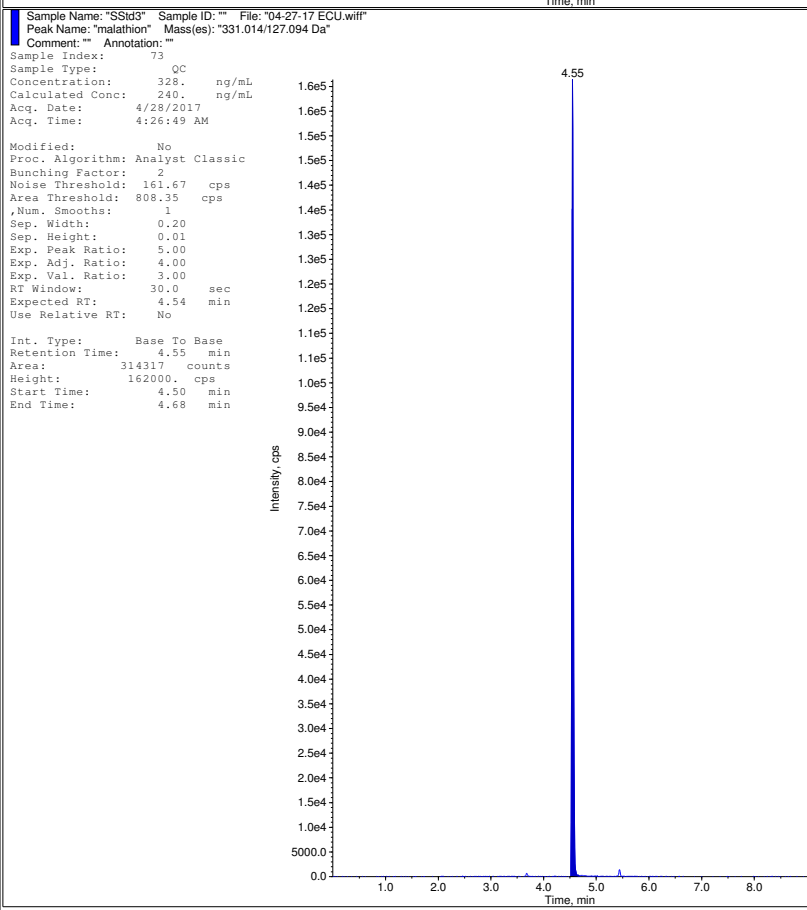 Time, min
Sample Name: "SStd3" Sample ID: "" File: "04-27-17 ECU.wiff"
Peak Name: "malathion" Mass(es): "331.014/127.094 Da"
Comment: "" Annotation: ""
Sample Index: 73
Sample Type: QC
Concentration: 328. ng/mL
Calculated Conc: 240. ng/mL
Acq. Date: 4/28/2017
Acq. Time: 4:26:49 AM
Modified: No
Proc. Algorithm: Analyst Classic
Bunching Factor: 2
Noise Threshold: 161.67 cps
Area Threshold: 808.35 cps
,Num. Smooths: 1
Sep. Width: 0.20
Sep. Height: 0.01
Exp. Peak Ratio: 5.00
Exp. Adj. Ratio: 4.00
Exp. Val. Ratio: 3.00
RT Window: 30.0 sec
Expected RT: 4.54 min
Use Relative RT: No
Int. Type: Base To Base
Retention Time: 4.55 min
Area: 314317 counts
Height: 162000. cps
Start Time: 4.50 min
End Time: 4.68 min
4.55
1.6e5
1.6e5
1.5e5
1.5e5
1.4e5
1.4e5
1.3e5
1.3e5
1.2e5
1.2e5
1.1e5
1.1e5
1.0e5
9.5e4
9.0e4
8.5e4
8.0e4
7.5e4
7.0e4
6.5e4
6.0e4
5.5e4
5.0e4
4.5e4
4.0e4
3.5e4
3.0e4
2.5e4
2.0e4
1.5e4
1.0e4
5000.0
0.0
Intensity, cps
1.0 2.0 3.0 4.0 5.0 6.0 7.0 8.0
Time, min